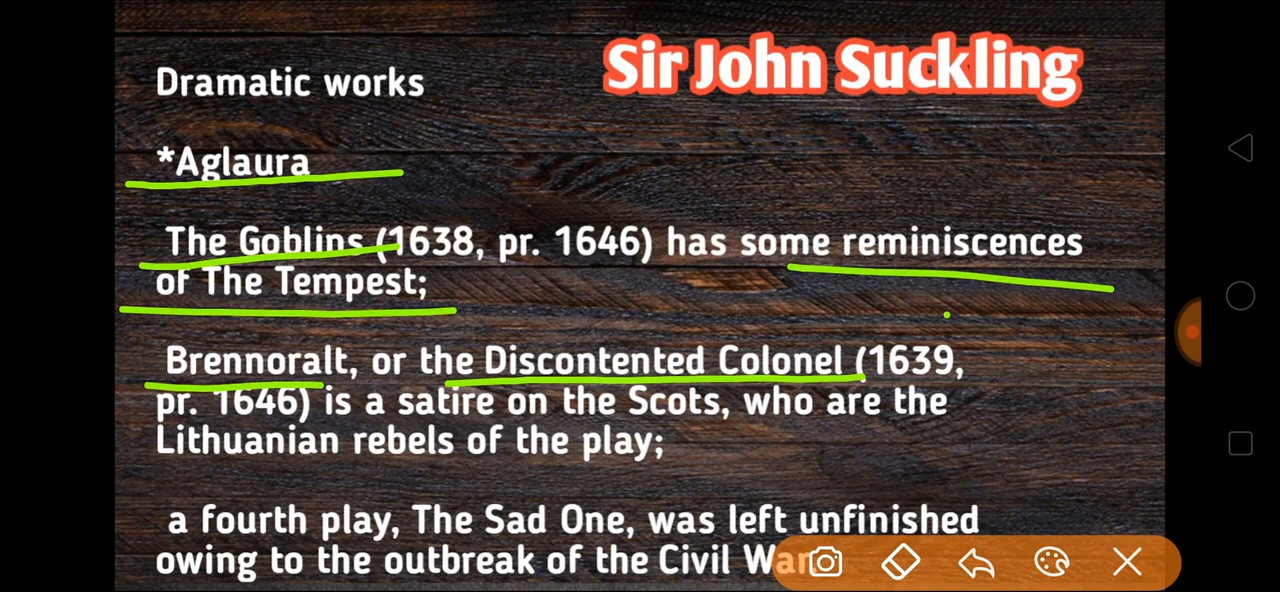 Sir John Suckling
Dramatic works
*Aglaura
The Goblins (1638, pr. 1646) has some reminiscences
of The Tempest;
Brennoralt, or the Discontented Colonel (1639,
pr. 1646) is a satire on the Scots, who are the
Lithuanian rebels of the play;
a fourth play, The Sad One, was left unfinished
owing to the outbreak of the Civil War.